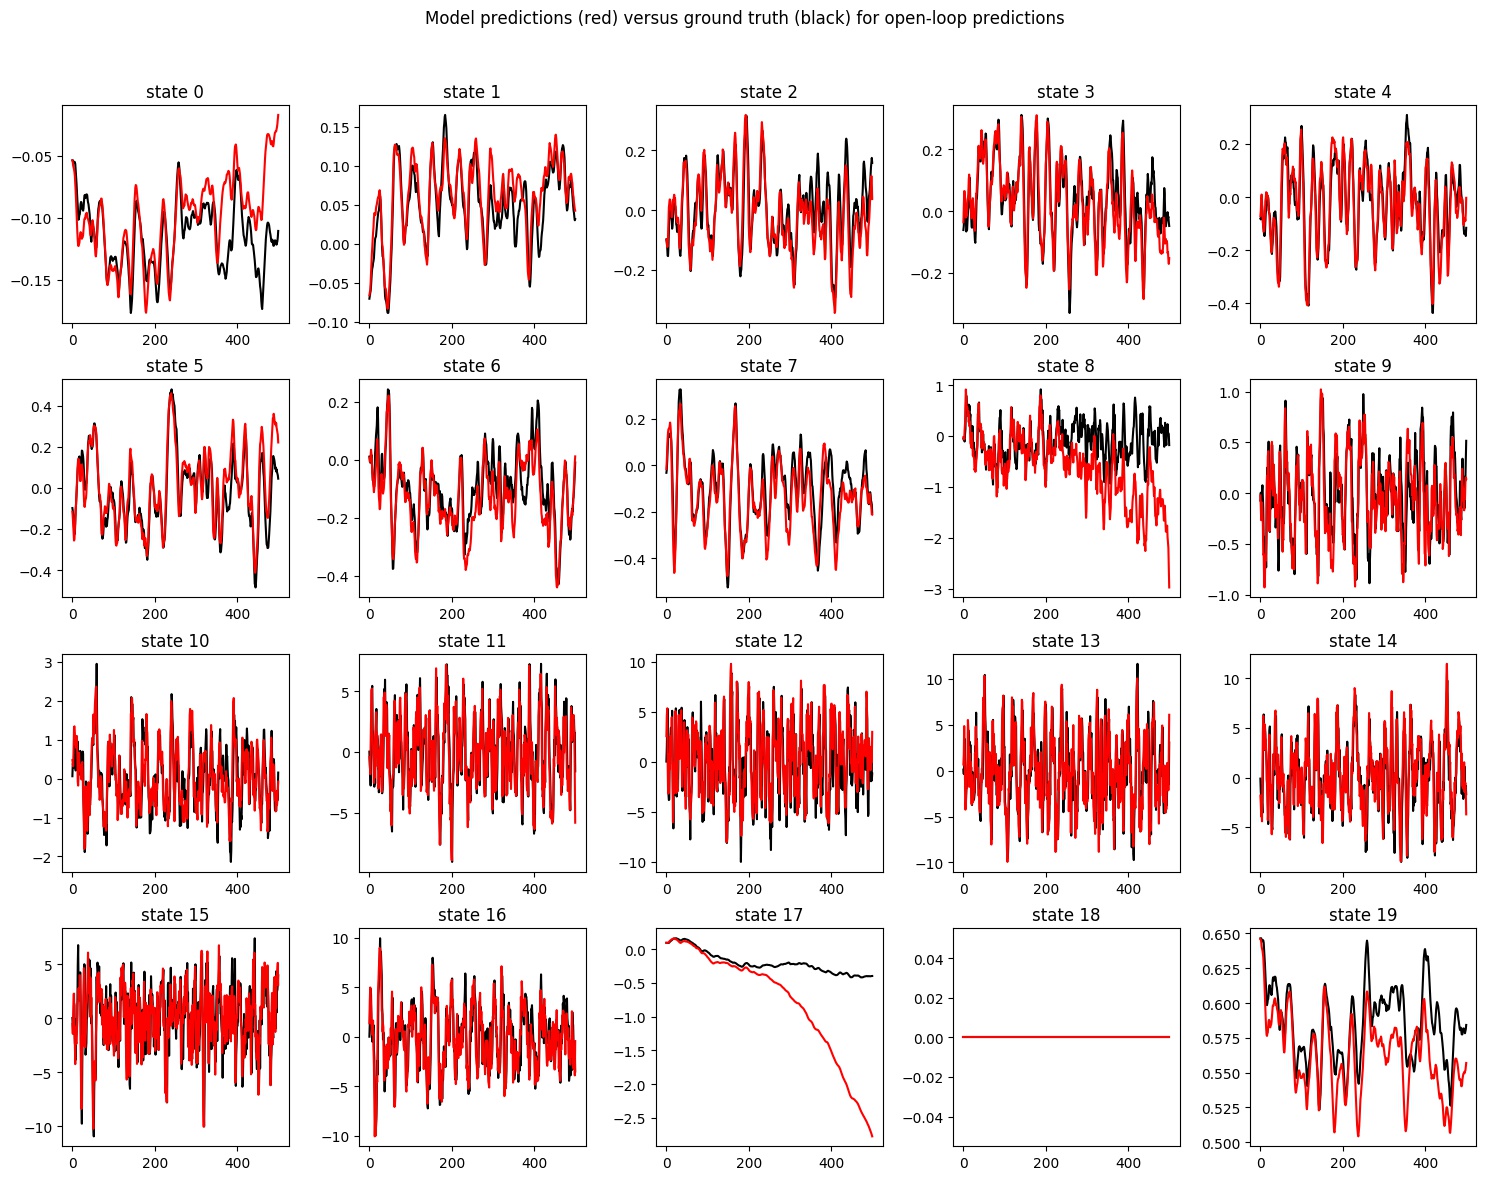 Model predictions (red) versus ground truth (black) for open-loop predictions
state 0 state 1 state 2 state 3 state 4
−0.05 −0.10 −0.15
0 200 400
0.15 0.10 0.05 0.00 −0.05 −0.10
0 200 400
0.2 0.0 −0.2
0 200 400
0.2 0.0 −0.2
0 200 400
0.2 0.0 −0.2 −0.4
0 200 400
state 5 state 6 state 7 state 8 state 9
0.4 0.2 0.0 −0.2 −0.4
0 200 400
0.2 0.0 −0.2 −0.4
0 200 400
0.2 0.0 −0.2 −0.4
0 200 400
1 0 −1 −2 −3
0 200 400
1.0 0.5 0.0 −0.5 −1.0
0 200 400
state 10 state 11 state 12 state 13 state 14
3 2 1 0 −1 −2
0 200 400
5 0 −5
0 200 400
10 5 0 −5 −10
0 200 400
10 5 0 −5 −10
0 200 400
10 5 0 −5
0 200 400
state 15 state 16 state 17 state 18 state 19
5 0 −5 −10
0 200 400
10 5 0 −5 −10
0 200 400
0.0 −0.5 −1.0 −1.5 −2.0 −2.5
0 200 400
0.04 0.02 0.00 −0.02 −0.04
0 200 400
0.650 0.625 0.600 0.575 0.550 0.525 0.500
0 200 400